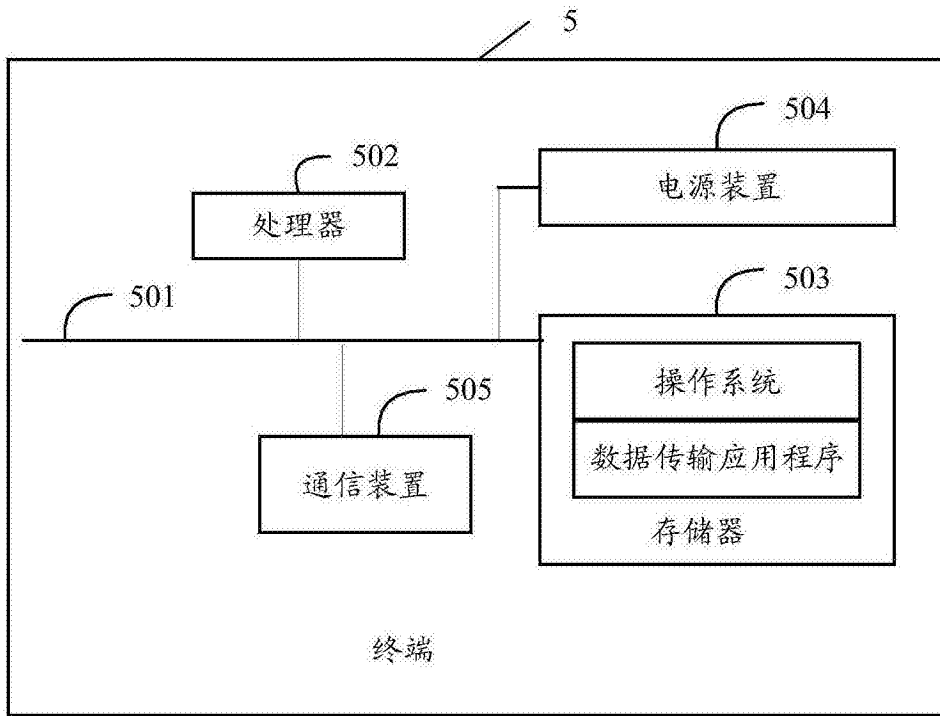 5
504
电源装置
502
处理器
501
503
操作系统
数据传输应用程序
存储器
505
通信装置
终端